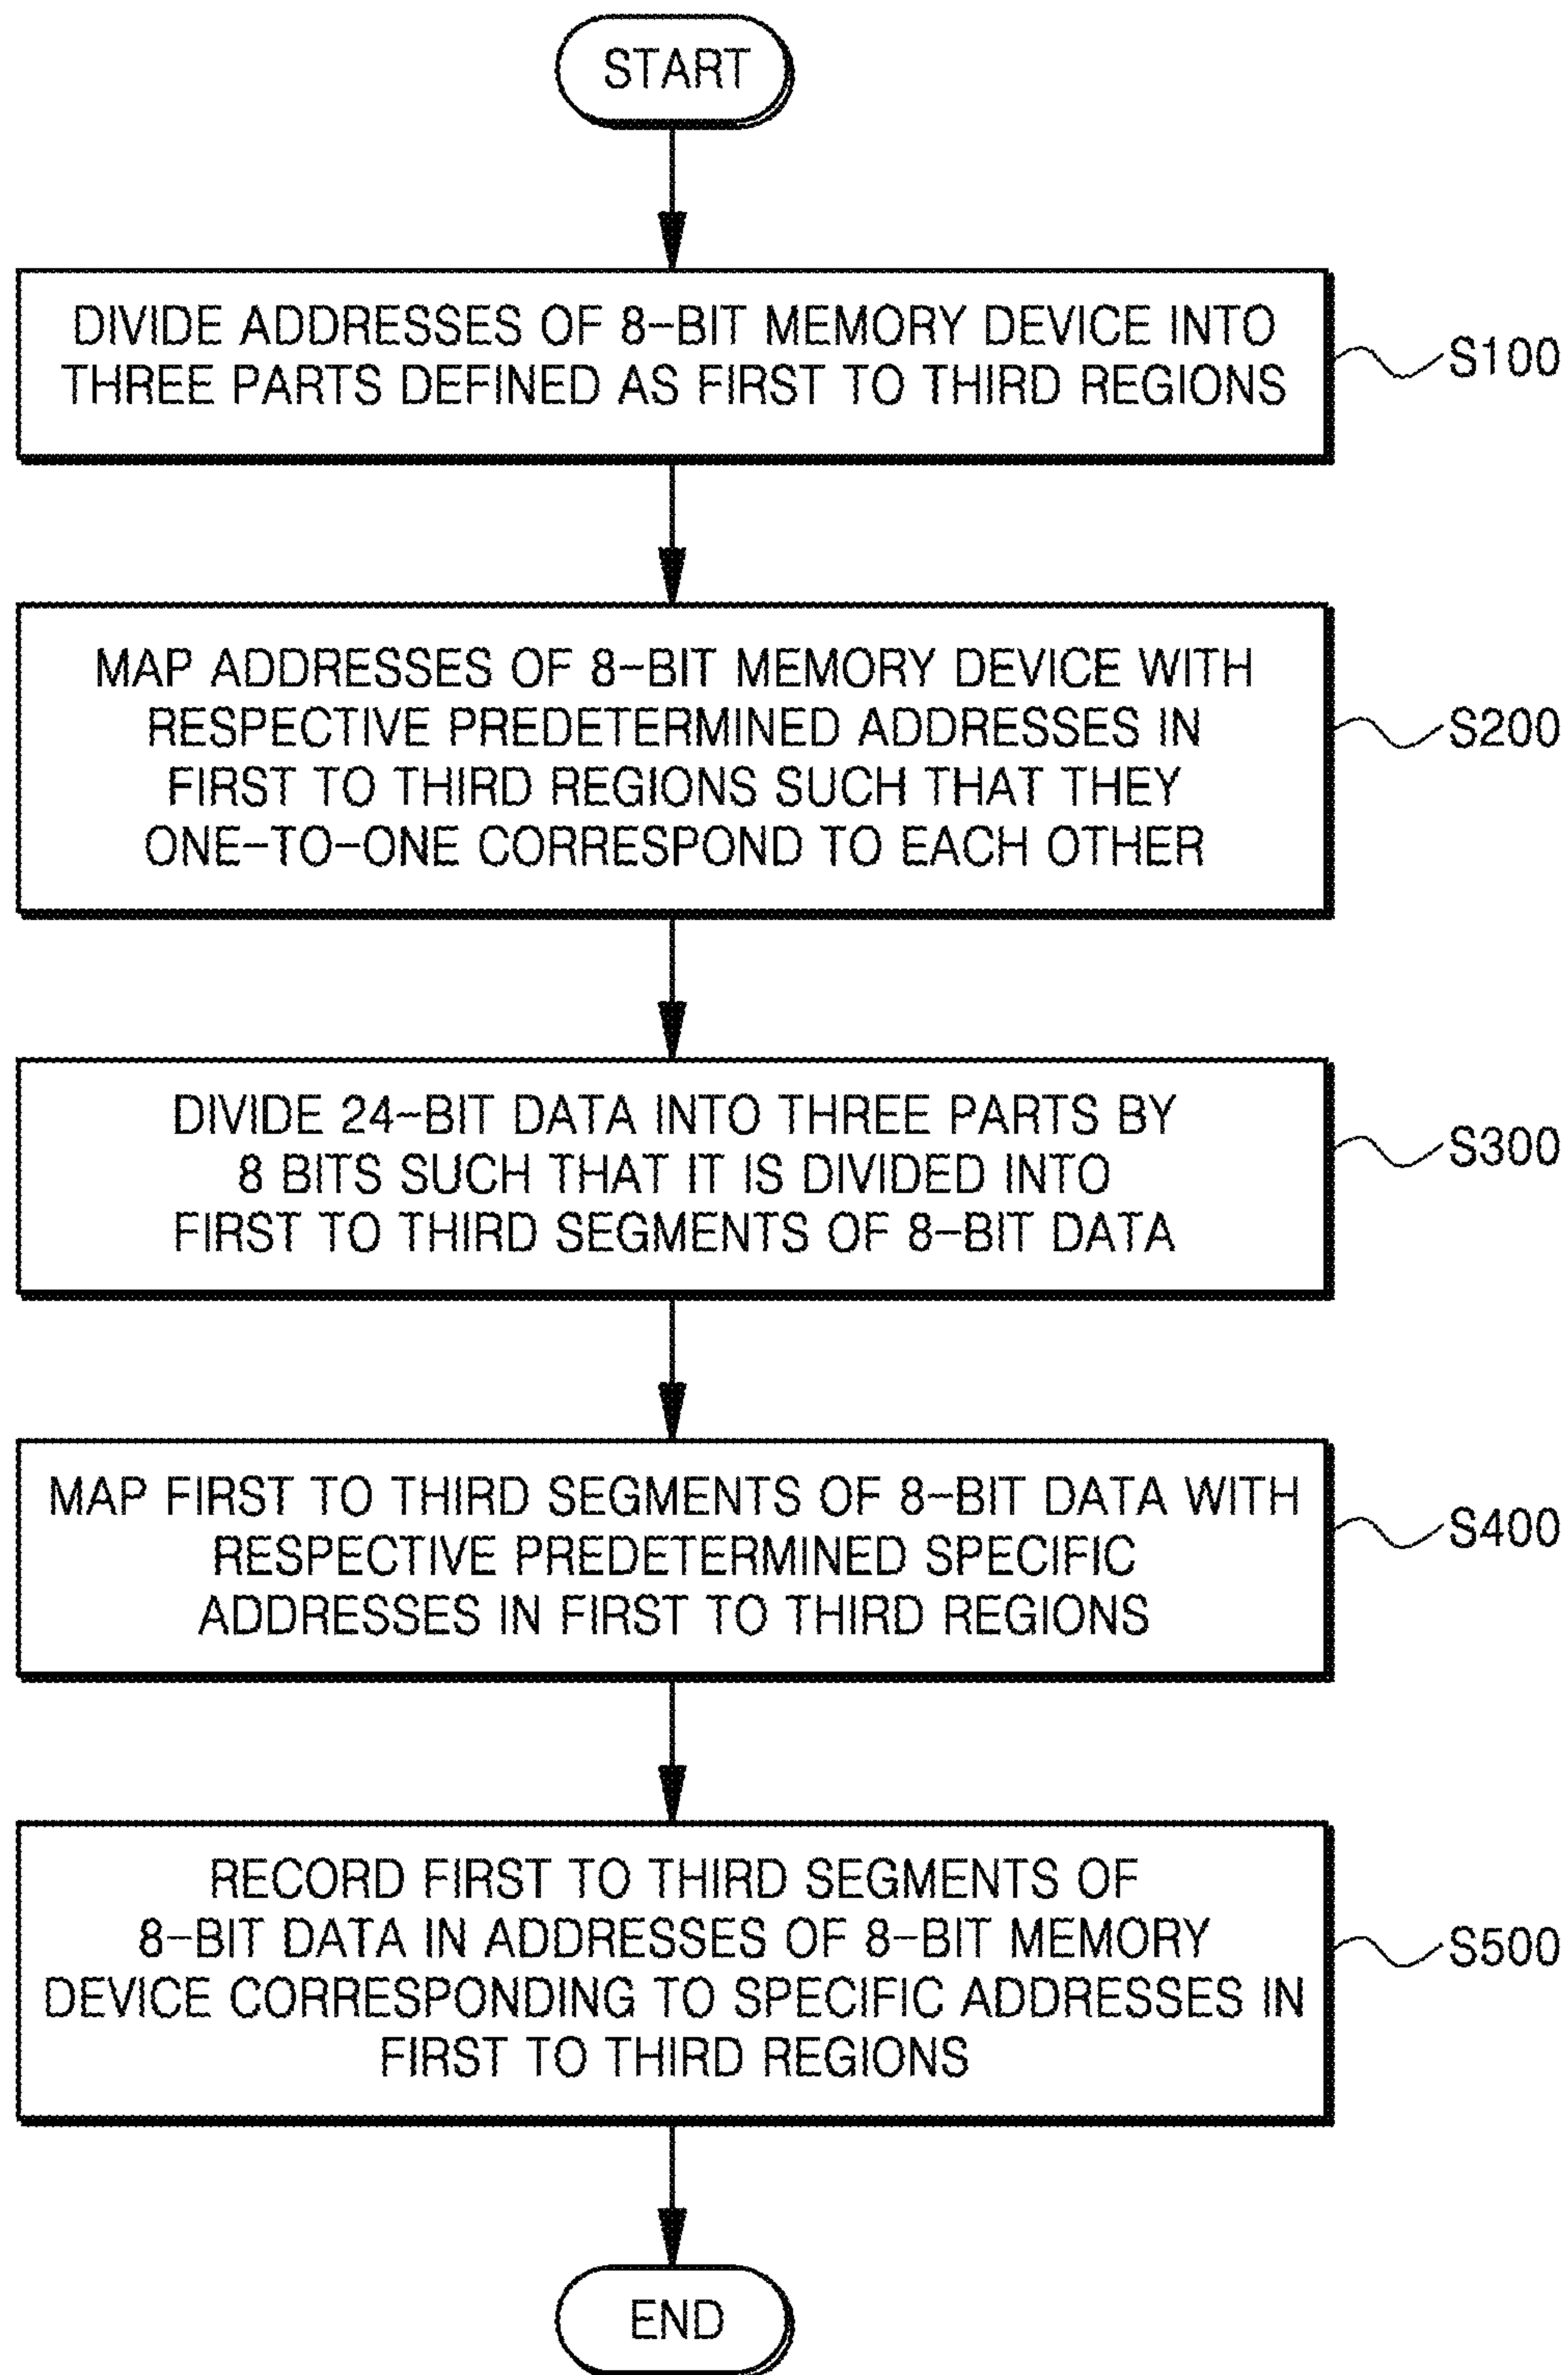 START
DIVIDE ADDRESSES OF 8-BIT MEMORY DEVICE INTO
THREE PARTS DEFINED AS FIRST TO THIRD REGIONS
S100
MAP ADDRESSES OF 8-BIT MEMORY DEVICE WITH
RESPECTIVE PREDETERMINED ADDRESSES IN
FIRST TO THIRD REGIONS SUCH THAT THEY
ONE-TO-ONE CORRESPOND TO EACH OTHER
S200
DIVIDE 24-BIT DATA INTO THREE PARTS BY
8 BITS SUCH THAT IT IS DIVIDED INTO
FIRST TO THIRD SEGMENTS OF 8-BIT DATA
S300
MAP FIRST TO THIRD SEGMENTS OF 8-BIT DATA WITH
RESPECTIVE PREDETERMINED SPECIFIC
ADDRESSES IN FIRST TO THIRD REGIONS
S400
RECORD FIRST TO THIRD SEGMENTS OF
8-BIT DATA IN ADDRESSES OF 8-BIT MEMORY
DEVICE CORRESPONDING TO SPECIFIC ADDRESSES IN
FIRST TO THIRD REGIONS
S500
END